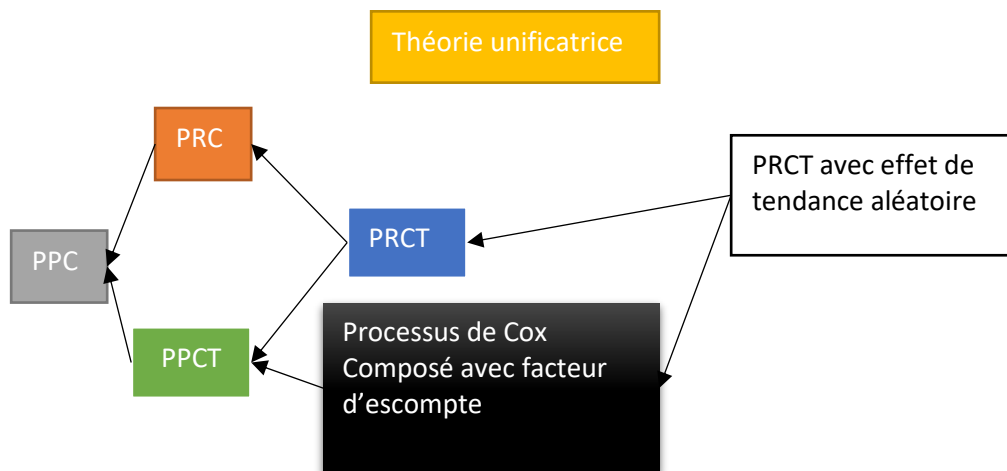 Théorie unificatrice
PRC
PRCT avec effet de
tendance aléatoire
PRCT
PPC
Processus de Cox
Composé avec facteur
d’escompte
PPCT